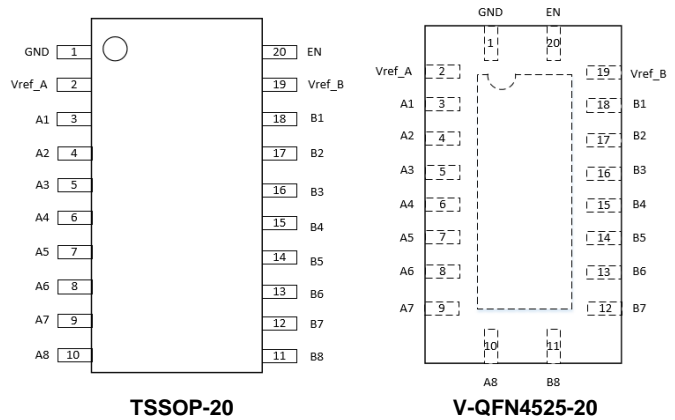 GND 1 20 EN
Vref_A 2 19 Vref_B
A1 3 18 B1
A2 4 17 B2
A3 5 16 B3
A4 6 15 B4
A5 7 14 B5
A6 8 13 B6
A7 9 12 B7
A8 10 11 B8
TSSOP-20
GND EN
1 20
Vref_A 2 19 Vref_B
A1 3 18 B1
A2 4 17 B2
A3 5 16 B3
A4 6 15 B4
A5 7 14 B5
A6 8 13 B6
A7 9 12 B7
10 11
A8 B8
V-QFN4525-20